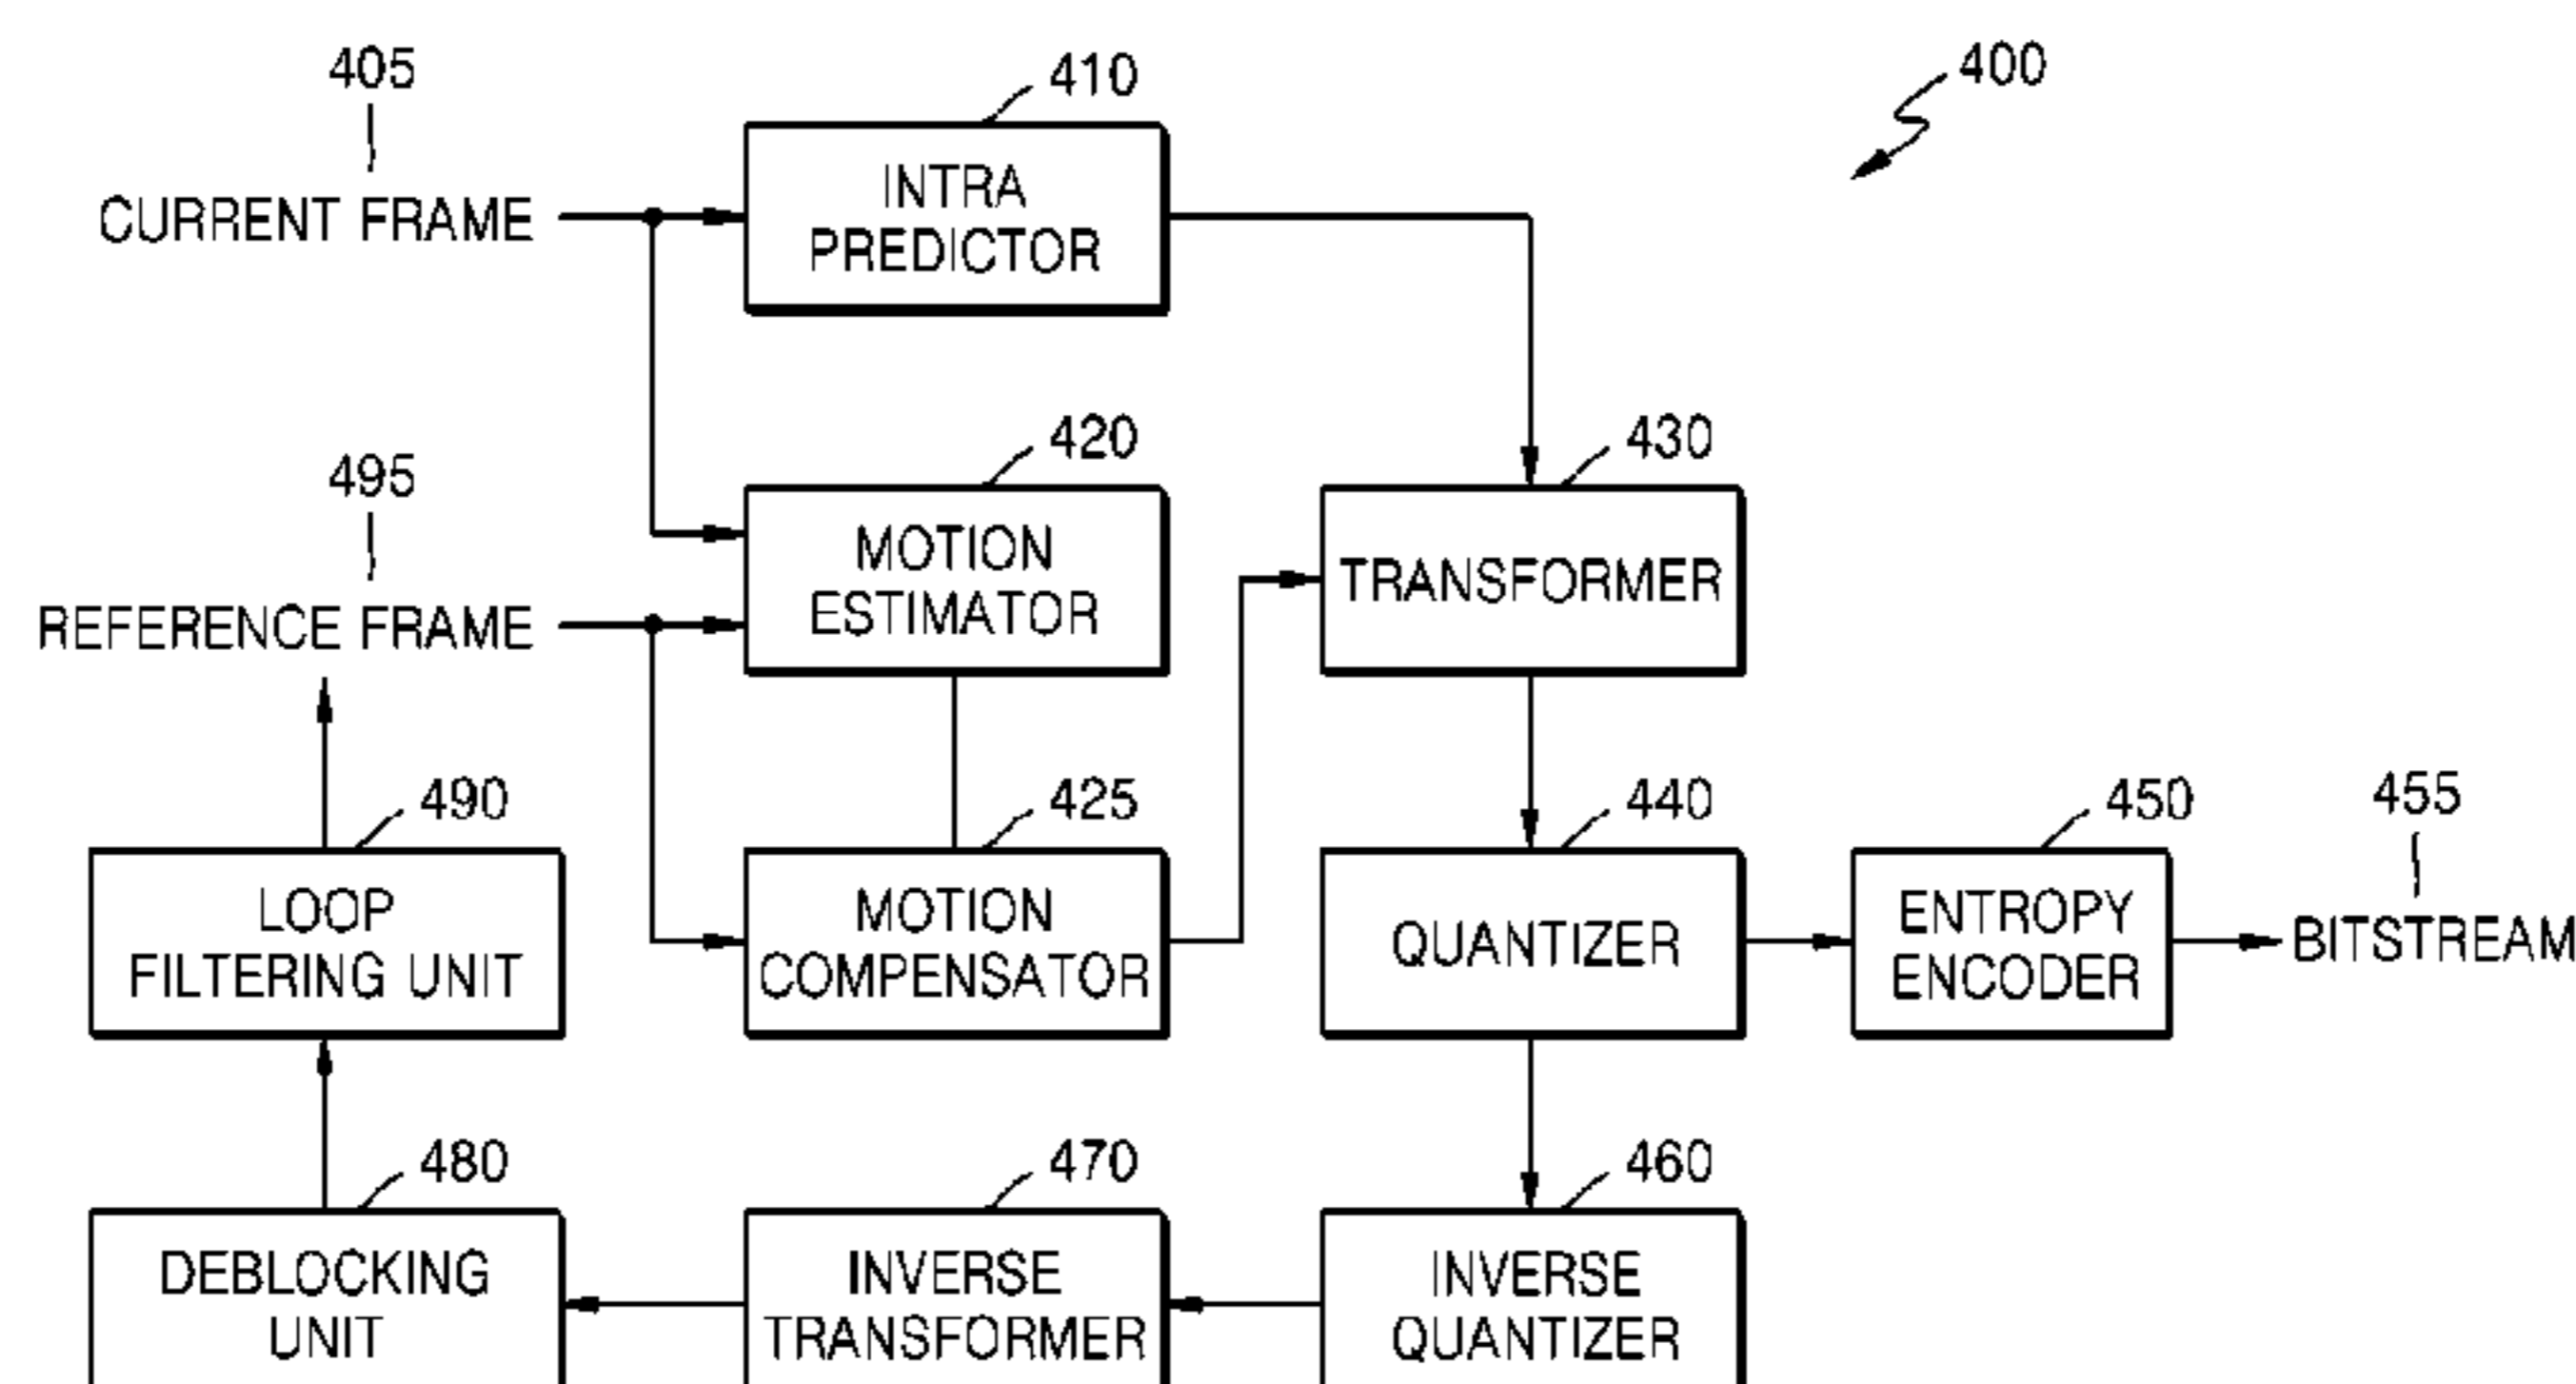 405
410
400
CURRENT FRAME
INTRA
PREDICTOR
420
430
495
MOTION
ESTIMATOR
TRANSFORMER
REFERENCE FRAME
490
425
440
450
455
LOOP
FILTERING UNIT
MOTION
COMPENSATOR
QUANTIZER
ENTROPY
ENCODER
BITSTREAM
480
470
460
DEBLOCKING
UNIT
INVERSE
TRANSFORMER
INVERSE
QUANTIZER